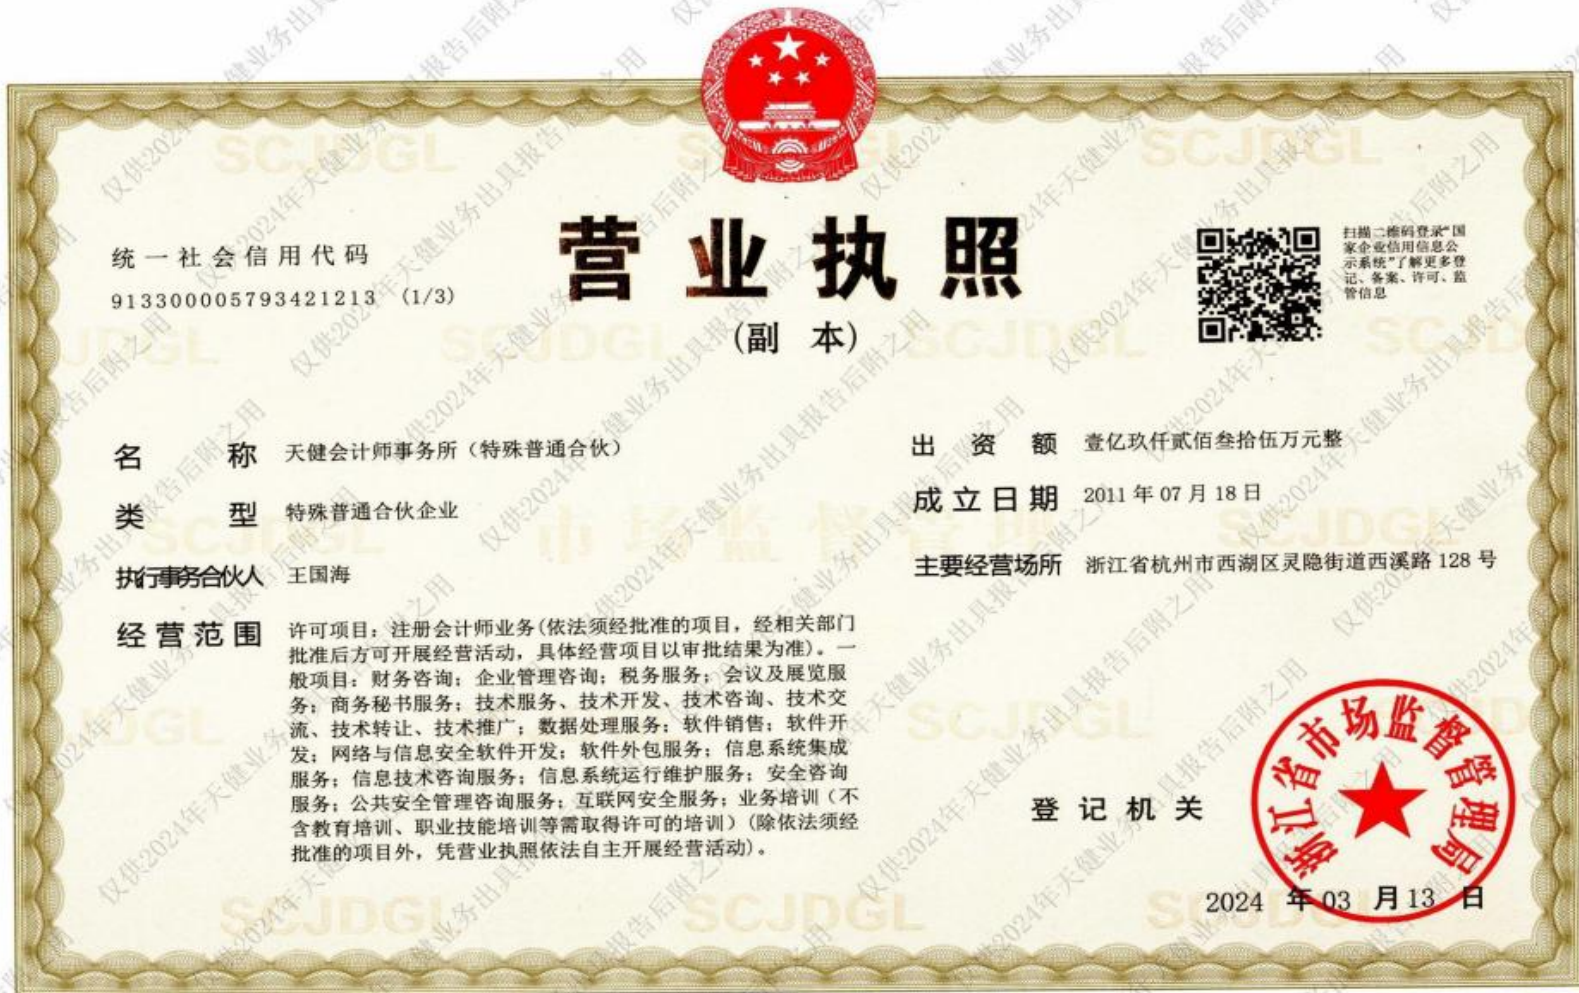 营业执照
(副 本)
统一社会信用代码
913300005793421213 (1/3)
扫描二维码登录“国
家企业信用信息公
示系统”了解更多登
记、备案、许可、监
管信息
名 称 天健会计师事务所（特殊普通合伙）
类 型 特殊普通合伙企业
执行事务合伙人 王国海
经营范围 许可项目：注册会计师业务(依法须经批准的项目，经相关部门
批准后方可开展经营活动，具体经营项目以审批结果为准)。一
般项目：财务咨询；企业管理咨询；税务服务；会议及展览服
务；商务秘书服务；技术服务、技术开发、技术咨询、技术交
流、技术转让、技术推广；数据处理服务；软件销售；软件开
发；网络与信息安全软件开发；软件外包服务；信息系统集成
服务；信息技术咨询服务；信息系统运行维护服务；安全咨询
服务；公共安全管理咨询服务；互联网安全服务；业务培训（不
含教育培训、职业技能培训等需取得许可的培训）(除依法须经
批准的项目外，凭营业执照依法自主开展经营活动)。
出 资 额 壹亿玖仟贰佰叁拾伍万元整
成立日期 2011 年 07 月 18 日
主要经营场所 浙江省杭州市西湖区灵隐街道西溪路 128 号
登记机关
浙江省市场监督管理局
2024 年 03 月 13 日
SCJDGL
市场监督管理
仅供2024年天健业务出具报告后附之用